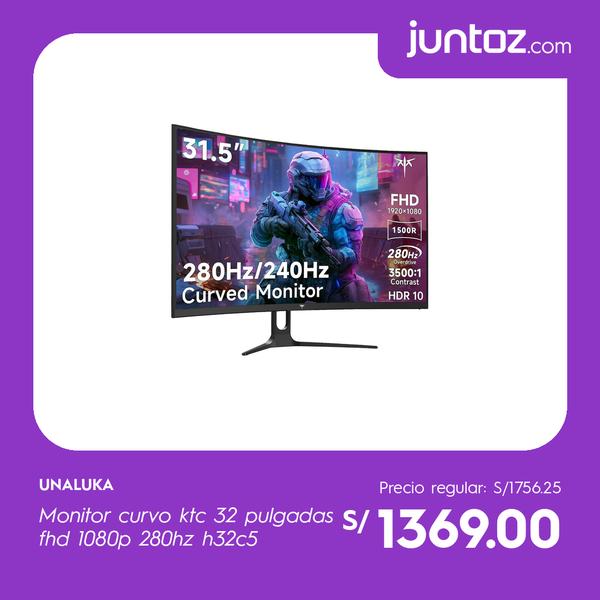 juntoz.com
31.5"
FHD
1920×1080
1500R
280Hz
Overdrive
3500:1
Contrast
HDR 10
280Hz/240Hz
Curved Monitor
UNALUKA
Monitor curvo ktc 32 pulgadas
fhd 1080p 280hz h32c5
Precio regular: S/1756.25
S/1369.00